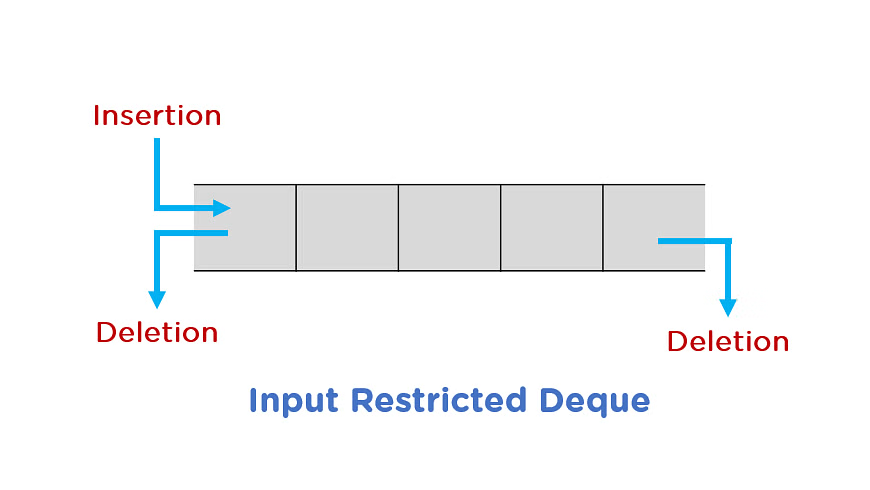 Insertion
Deletion
Deletion
Input Restricted Deque